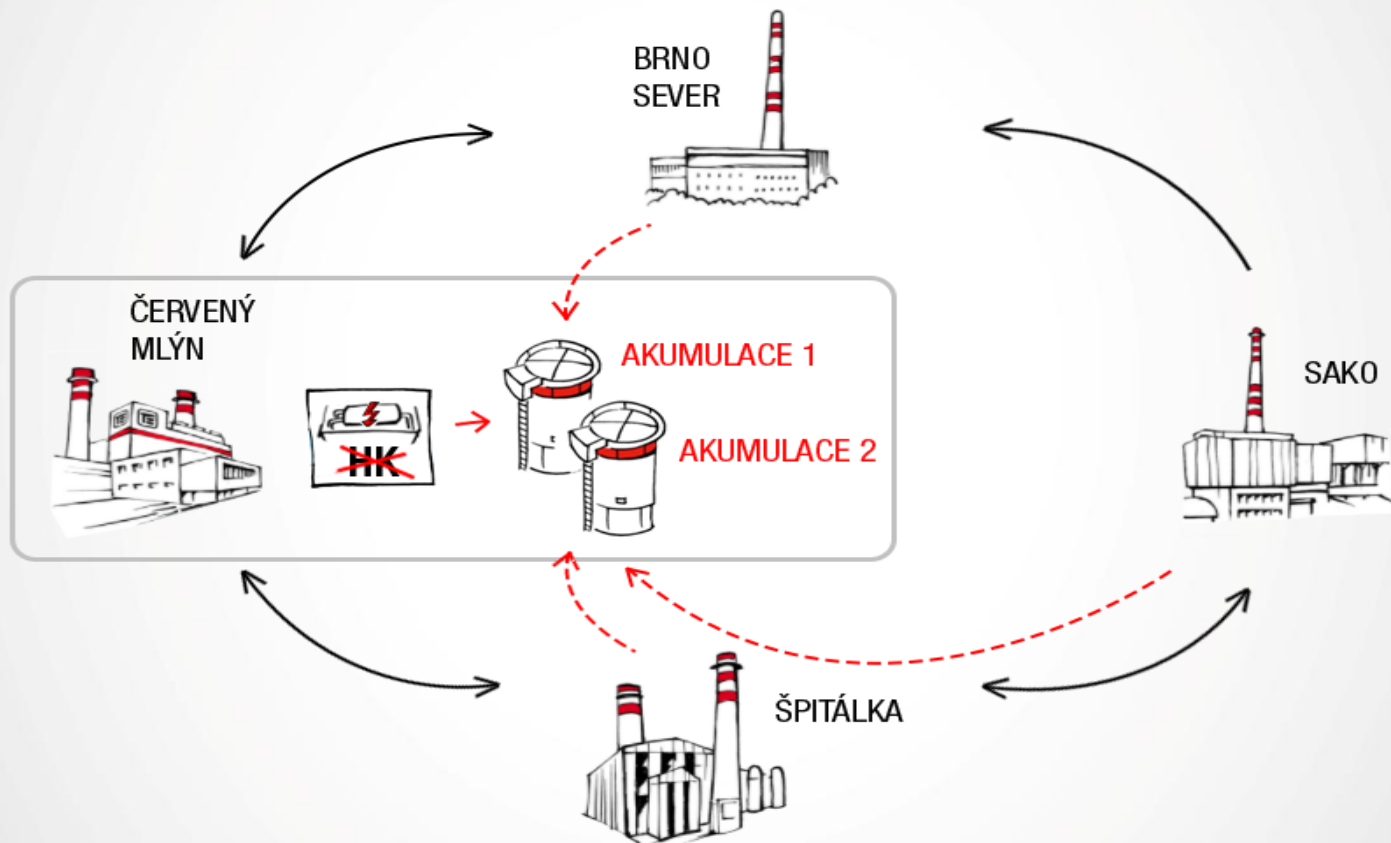 BRNO
SEVER
ČERVENÝ
MLÝN
AKUMULACE 1
SAKO
HK
AKUMULACE 2
ŠPITÁLKA